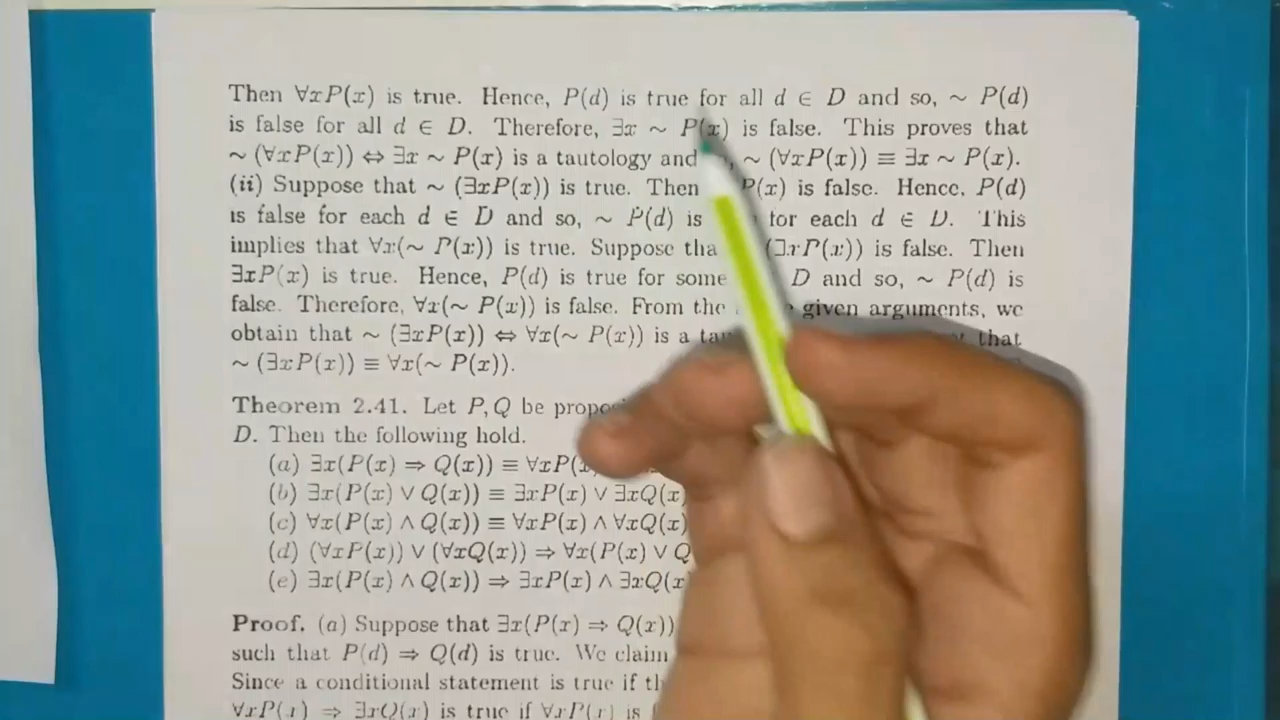 Then ∀xP(x) is true. Hence, P(d) is true for all d ∈ D and so, ∼ P(d)
is false for all d ∈ D. Therefore, ∃x ∼ P(x) is false. This proves that
∼ (∀xP(x)) ⇔ ∃x ∼ P(x) is a tautology and , ∼ (∀xP(x)) ≡ ∃x ∼ P(x).
(ii) Suppose that ∼ (∃xP(x)) is true. Then P(x) is false. Hence, P(d)
is false for each d ∈ D and so, ∼ P(d) is for each d ∈ D. This
implies that ∀x(∼ P(x)) is true. Suppose (∃xP(x)) is false. Then
∃xP(x) is true. Hence, P(d) is true for some D and so, ∼ P(d) is
false. Therefore, ∀x(∼ P(x)) is false. From the given arguments, we
obtain that ∼ (∃xP(x)) ⇔ ∀x(∼ P(x)) is a that
∼ (∃xP(x)) ≡ ∀x(∼ P(x)).
Theorem 2.41. Let P, Q be
D. Then the following hold.
(a) ∃x(P(x) ⇒ Q(x)) ≡ ∀xP(x
(b) ∃x(P(x) ∨ Q(x)) ≡ ∃xP(x) ∨ ∃xQ(x)
(c) ∀x(P(x) ∧ Q(x)) ≡ ∀xP(x) ∧ ∀xQ(x)
(d) (∀xP(x)) ∨ (∀xQ(x)) ⇒ ∀x(P(x) ∨ Q
(e) ∃x(P(x) ∧ Q(x)) ⇒ ∃xP(x) ∧ ∃xQ(x
Proof. (a) Suppose that ∃x(P(x) ⇒ Q(x))
such that P(d) ⇒ Q(d) is true. We claim
Since a conditional statement is true if
∀xP(x) ⇒ ∃xQ(x) is true if ∀xP(x) is